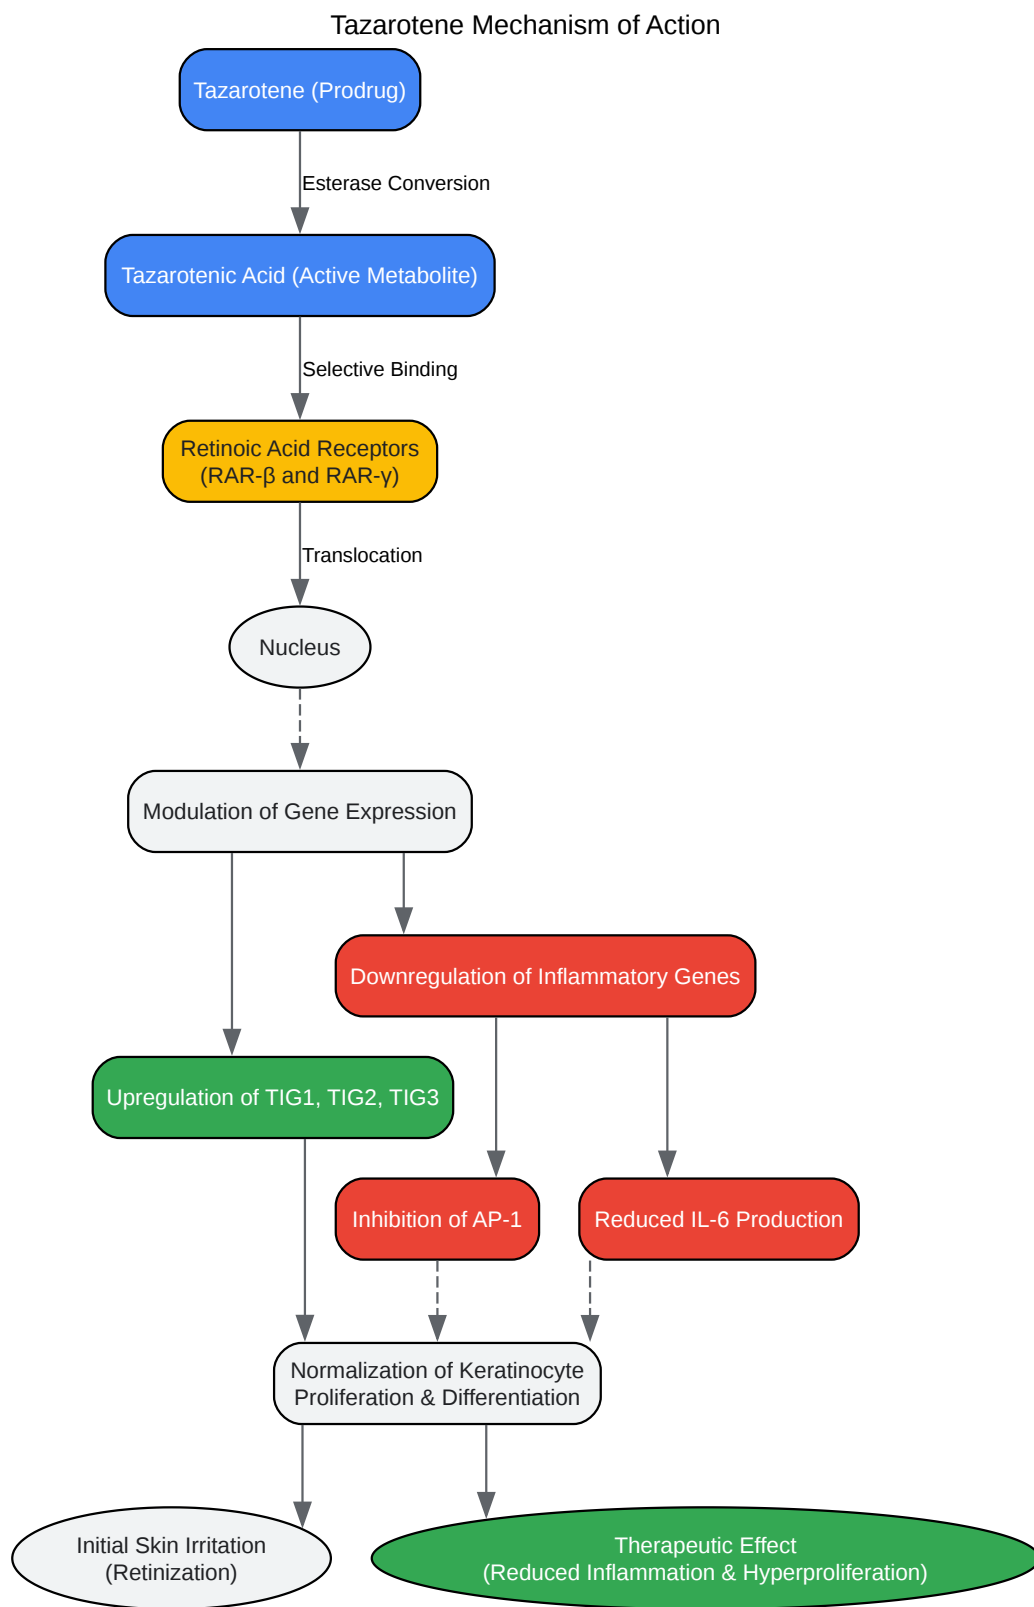 Tazarotene Mechanism of Action
Tazarotene (Prodrug)
Esterase Conversion
Tazarotenic Acid (Active Metabolite)
Selective Binding
Retinoic Acid Receptors
(RAR-β and RAR-γ)
Translocation
Nucleus
Modulation of Gene Expression
Downregulation of Inflammatory Genes
Upregulation of TIG1, TIG2, TIG3
Inhibition of AP-1
Reduced IL-6 Production
Normalization of Keratinocyte
Proliferation & Differentiation
Initial Skin Irritation
(Retinization)
Therapeutic Effect
(Reduced Inflammation & Hyperproliferation)